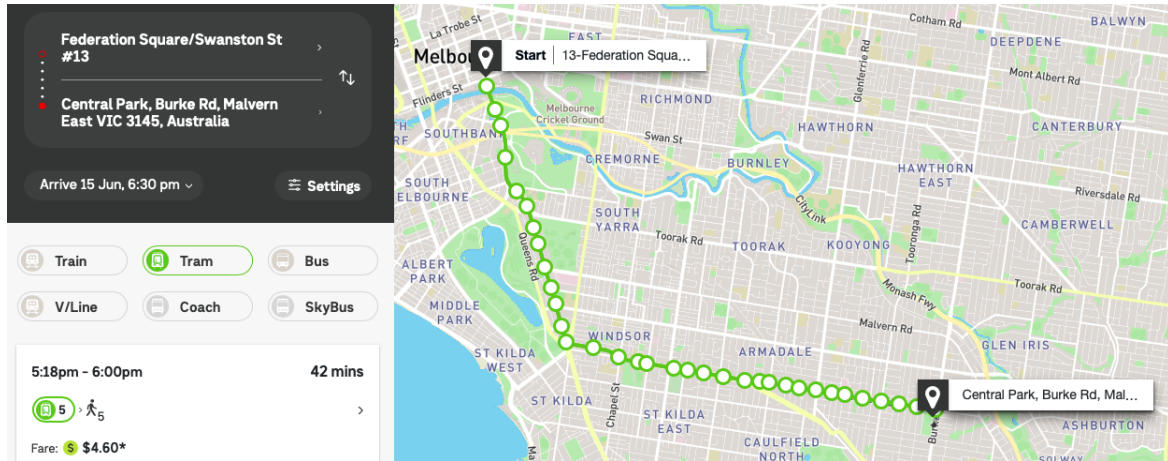 Federation Square/Swanston St
#13
Central Park, Burke Rd, Malvern
East VIC 3145, Australia
Arrive 15 Jun, 6:30 pm
Settings
Train
Tram
Bus
V/Line
Coach
SkyBus
5:18pm - 6:00pm
42 mins
5
5
Fare: S $4.60*
La Trobe St
EAST
Start
13-Federation Squa...
Flinders St
Melbourne
Cricket Ground
RICHMOND
Cotham Rd
BALWYN
DEEPDENE
Mont Albert Rd
Glenferrie Rd
SOUTHBANK
Swan St
HAWTHORN
CANTERBURY
CREMORNE
BURNLEY
HAWTHORN
EAST
SOUTH
Riversdale Rd
CityLink
SOUTH
YARRA
Tooronga Rd
CAMBERWELL
Toorak Rd
TOORAK
KOOYONG
Queens Rd
ALBERT
PARK
Monash Fwy
Toorak Rd
MIDDLE
PARK
Malvern Rd
WINDSOR
ARMADALE
GLEN IRIS
ST KILDA
WEST
Central Park, Burke Rd, Mal...
Chapel St
ST KILDA
ST KILDA
EAST
ASHBURTON
CAULFIELD
NORTH